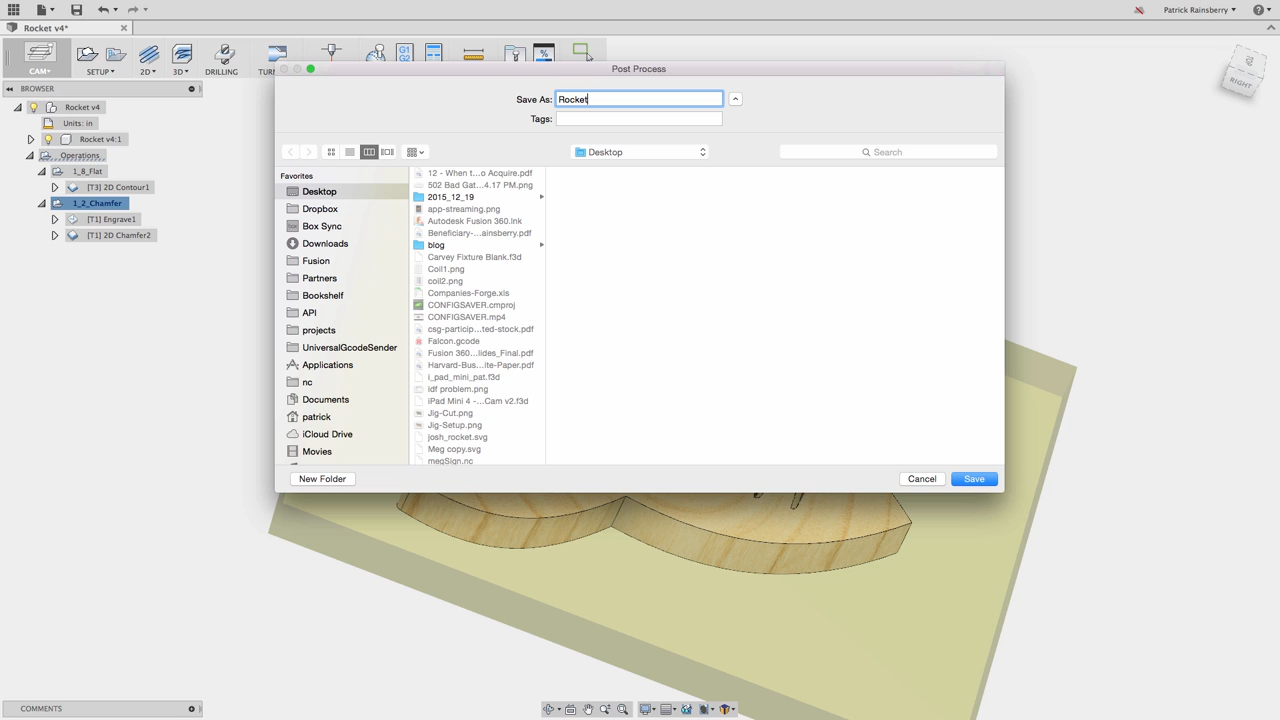 Patrick Rainsberry
Rocket v4*
CAM
SETUP
2D
3D
DRILLING
G1
G2
%
Post Process
BROWSER
Rocket v4
Units: in
Rocket v4:1
Operations
1_8_Flat
[T3] 2D Contour1
1_2_Chamfer
[T1] Engrave1
[T1] 2D Chamfer2
Save As: Rocket
Tags:
Desktop
Search
Favorites
Desktop
Dropbox
Box Sync
Downloads
Fusion
Partners
Bookshelf
API
projects
UniversalGcodeSender
Applications
nc
Documents
patrick
iCloud Drive
Movies
12 - When t...o Acquire.pdf
502 Bad Gat...4.17 PM.png
2015_12_19
app-streaming.png
Autodesk Fusion 360.lnk
Beneficiary-...ainsberry.pdf
blog
Carvey Fixture Blank.f3d
Coil1.png
coil2.png
Companies-Forge.xls
CONFIGSAVER.cmproj
CONFIGSAVER.mp4
csg-particip...ted-stock.pdf
Falcon.gcode
Fusion 360...lides_Final.pdf
Harvard-Bus...ite-Paper.pdf
i_pad_mini_pat.f3d
idf problem.png
iPad Mini 4 -...Cam v2.f3d
Jig-Cut.png
Jig-Setup.png
josh_rocket.svg
Meg copy.svg
megSign.nc
New Folder
Cancel
Save
RIGHT
COMMENTS